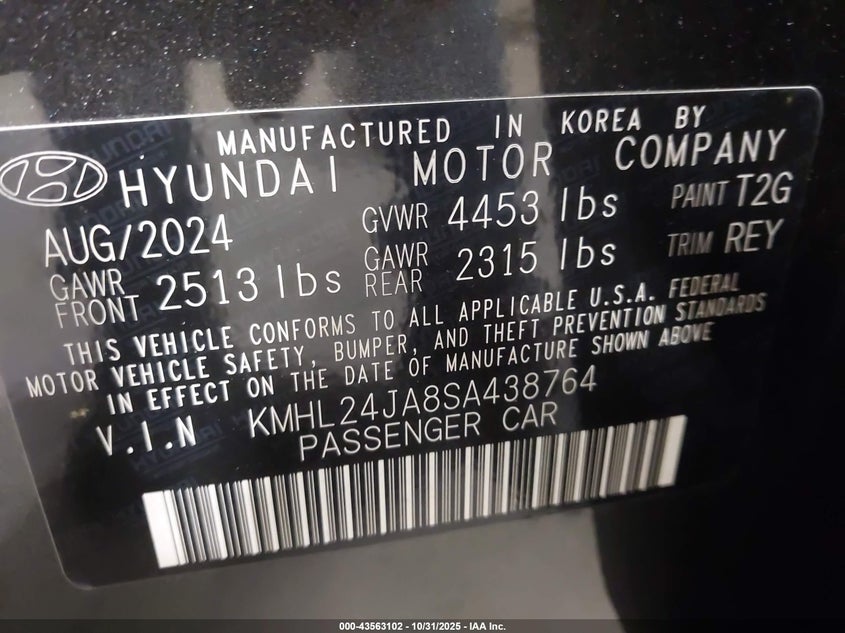 MANUFACTURED IN KOREA BY
HYUNDAI MOTOR COMPANY
AUG/2024 GVWR 4453 lbs PAINT T2G
GAWR FRONT 2513 lbs GAWR REAR 2315 lbs TRIM REY
THIS VEHICLE CONFORMS TO ALL APPLICABLE U.S.A. FEDERAL
MOTOR VEHICLE SAFETY, BUMPER, AND THEFT PREVENTION STANDARDS
IN EFFECT ON THE DATE OF MANUFACTURE SHOWN ABOVE
V.I.N KMHL24JA8SA438764
PASSENGER CAR
000-43563102 - 10/31/2025 - IAA Inc.